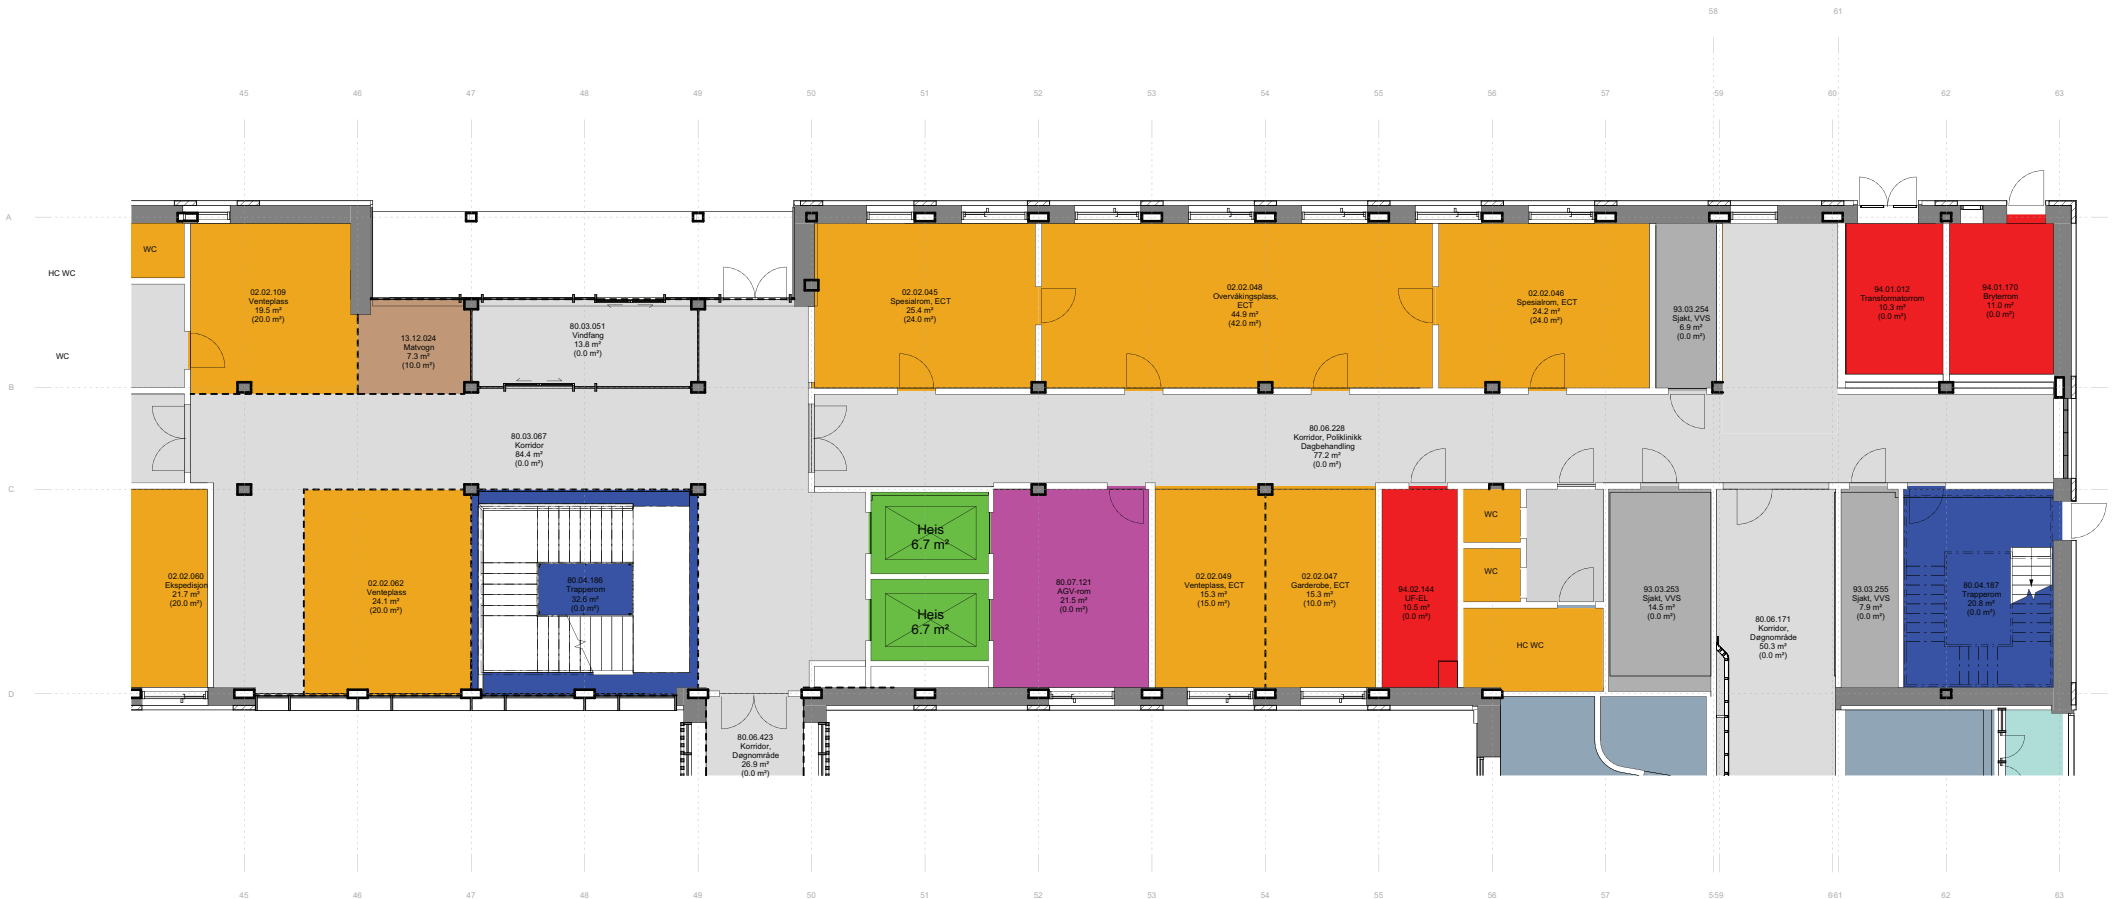 58
61
45
46
47
48
49
50
51
52
53
54
55
56
57
59
60
62
63
A
WC
HC WC
WC
02.02.109
Venteplass
19.5 m²
(20.0 m²)
13.12.024
Matvogn
7.3 m²
(10.0 m²)
80.03.051
Vindfang
13.8 m²
(0.0 m²)
02.02.045
Spesialrom, ECT
25.4 m²
(24.0 m²)
02.02.048
Overvåkingsplass,
ECT
44.9 m²
(42.0 m²)
02.02.046
Spesialrom, ECT
24.2 m²
(24.0 m²)
93.03.254
Sjakt, VVS
6.9 m²
(0.0 m²)
94.01.012
Transformatorrom
10.3 m²
(0.0 m²)
94.01.170
Bryterrom
11.0 m²
(0.0 m²)
B
80.03.067
Korridor
84.4 m²
(0.0 m²)
80.06.228
Korridor, Poliklinikk
Dagbehandling
77.2 m²
(0.0 m²)
C
02.02.060
Ekspedisjon
21.7 m²
(20.0 m²)
02.02.062
Venteplass
24.1 m²
(20.0 m²)
80.04.186
Trapperom
32.6 m²
(0.0 m²)
Heis
6.7 m²
Heis
6.7 m²
80.07.121
AGV-rom
21.5 m²
(0.0 m²)
02.02.049
Venteplass, ECT
15.3 m²
(15.0 m²)
02.02.047
Garderobe, ECT
15.3 m²
(10.0 m²)
94.02.144
UF-EL
10.5 m²
(0.0 m²)
WC
WC
HC WC
93.03.253
Sjakt, VVS
14.5 m²
(0.0 m²)
80.06.171
Korridor,
Døgnområde
50.3 m²
(0.0 m²)
93.03.255
Sjakt, VVS
7.9 m²
(0.0 m²)
80.04.187
Trapperom
20.8 m²
(0.0 m²)
D
80.06.423
Korridor,
Døgnområde
26.9 m²
(0.0 m²)
45
46
47
48
49
50
51
52
53
54
55
56
57
62
63